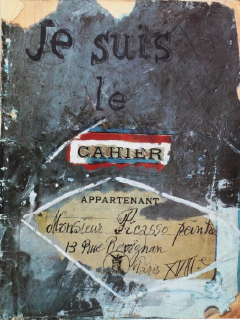 Je suis
le
CAHIER
APPARTENANT
Monsieur Picasso peintre
13 Rue Ravignan
Paris XVIIIe